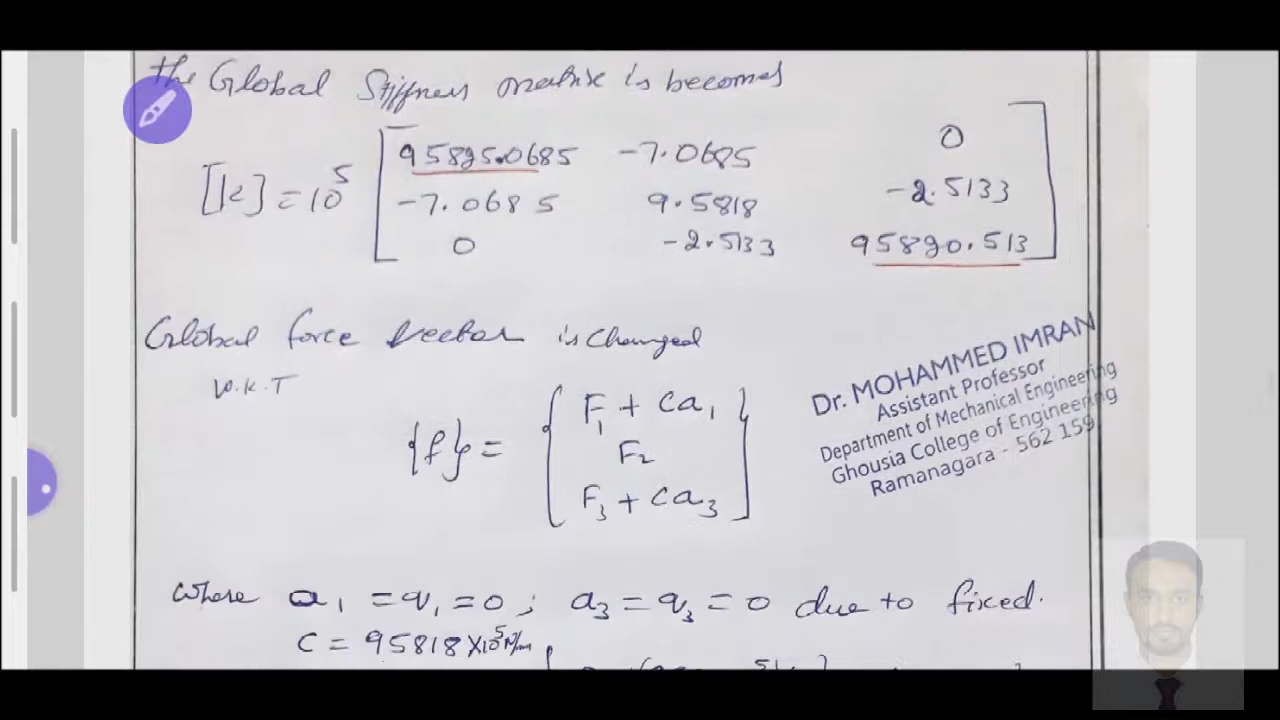 the Global Stiffness matrix is becomes
[K] = 10^5 [ 95825.0685 -7.0685 0
-7.0685 9.5818 -2.5133
0 -2.5133 95820.513 ]
Global force vector is changed
W.K.T
{f} = { F1 + Ca1
F2
F3 + Ca3 }
Dr. MOHAMMED IMRAN
Assistant Professor
Department of Mechanical Engineering
Ghousia College of Engineering
Ramanagara - 562 159
where a1 = q1 = 0 ; a3 = q3 = 0 due to fixed.
C = 95818 X 10^5 N/m